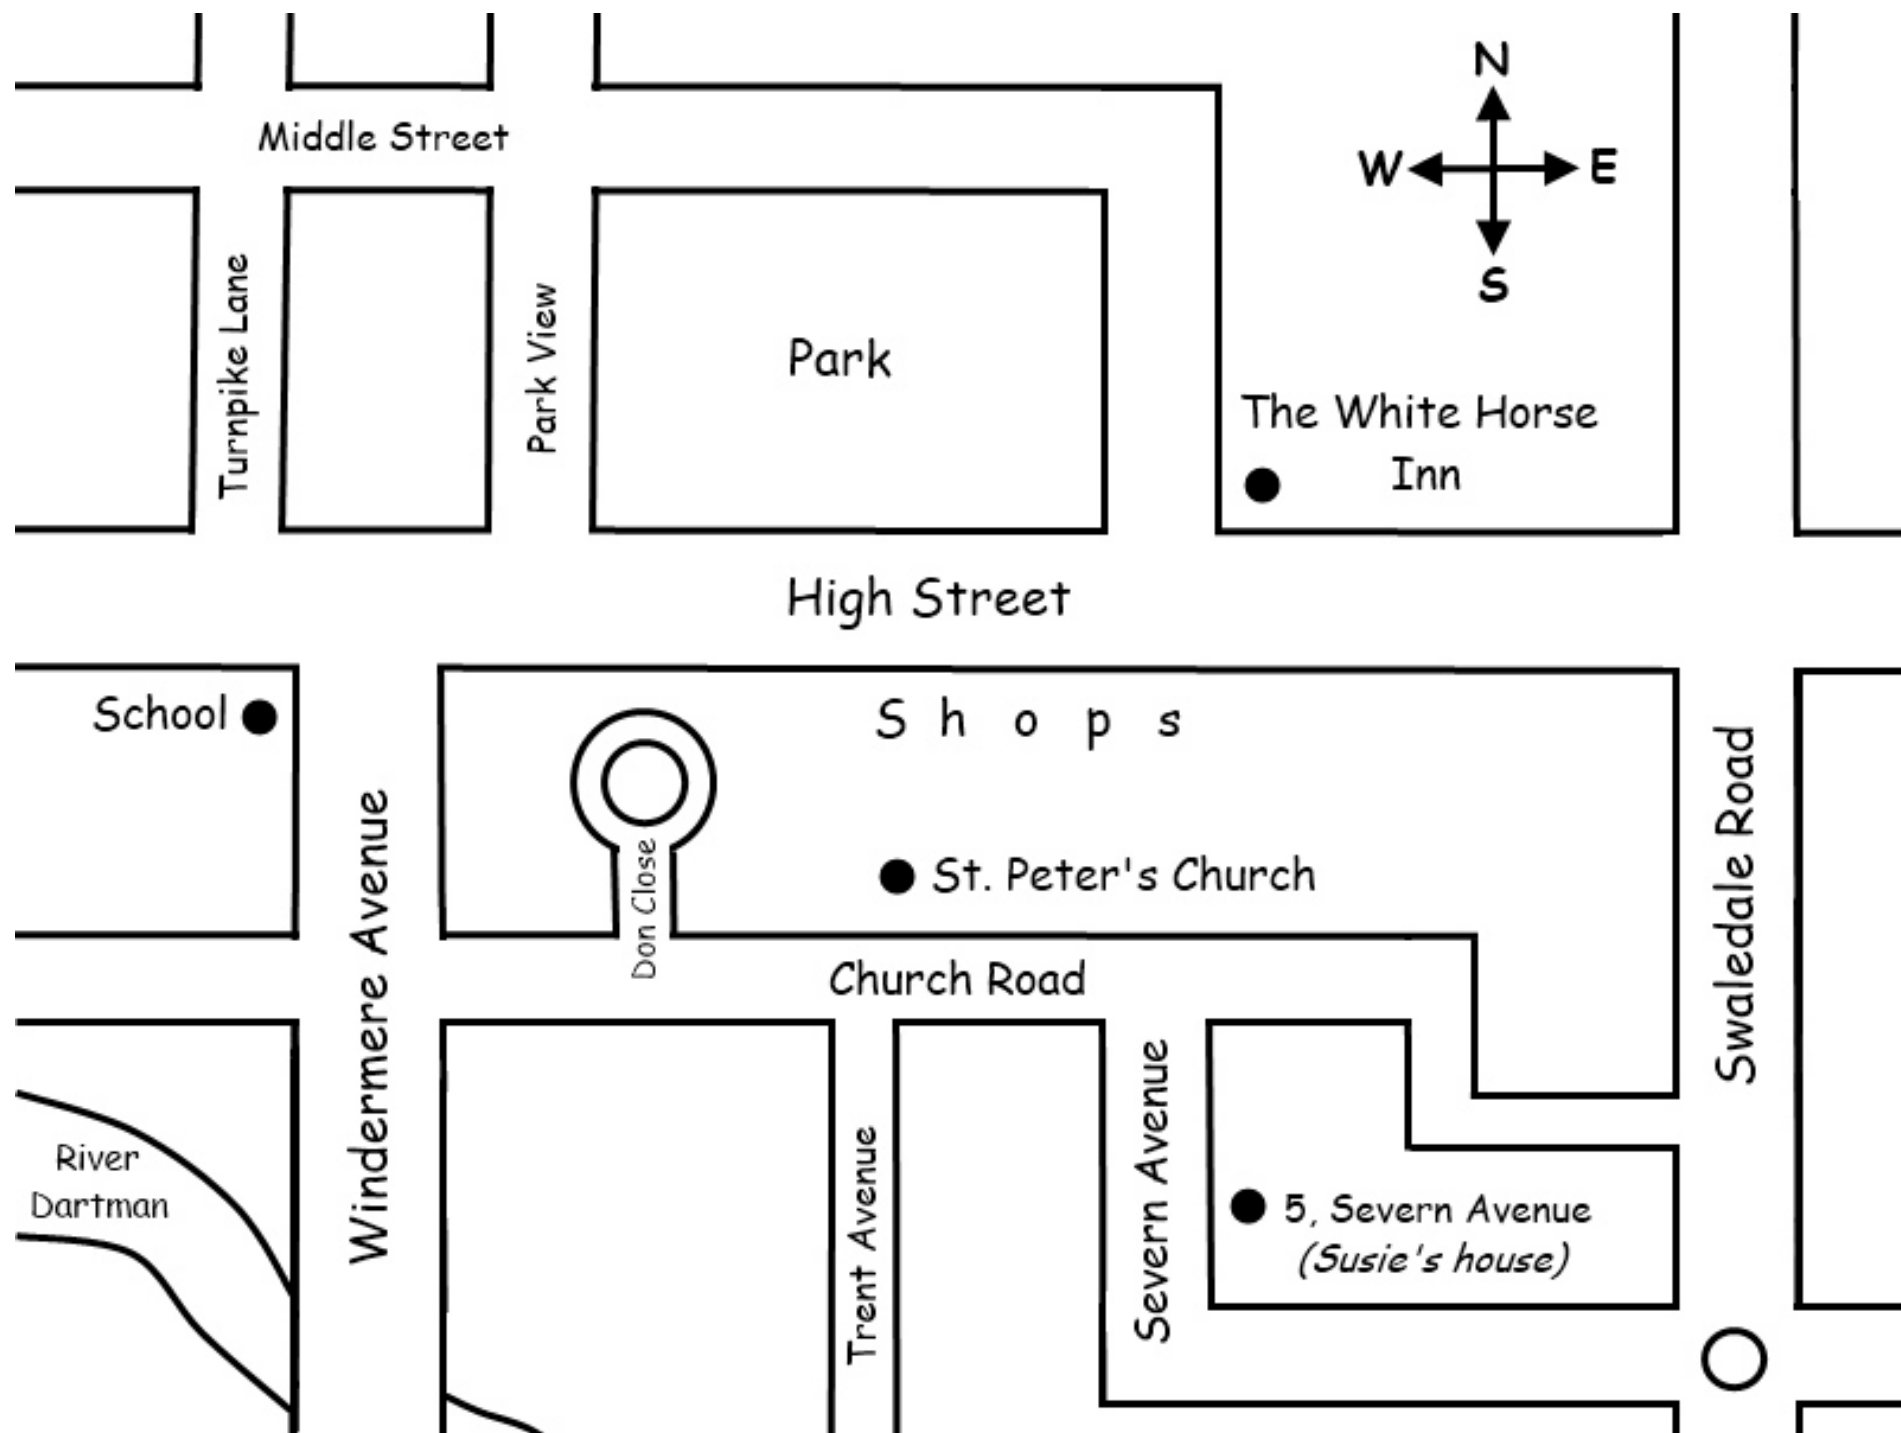 N
Middle Street
W
E
S
Turnpike Lane
Park View
Park
The White Horse
Inn
High Street
School
Shops
Windermere Avenue
Don Close
St. Peter's Church
Swaledale Road
Church Road
River
Dartman
Trent Avenue
Severn Avenue
5, Severn Avenue
(Susie's house)